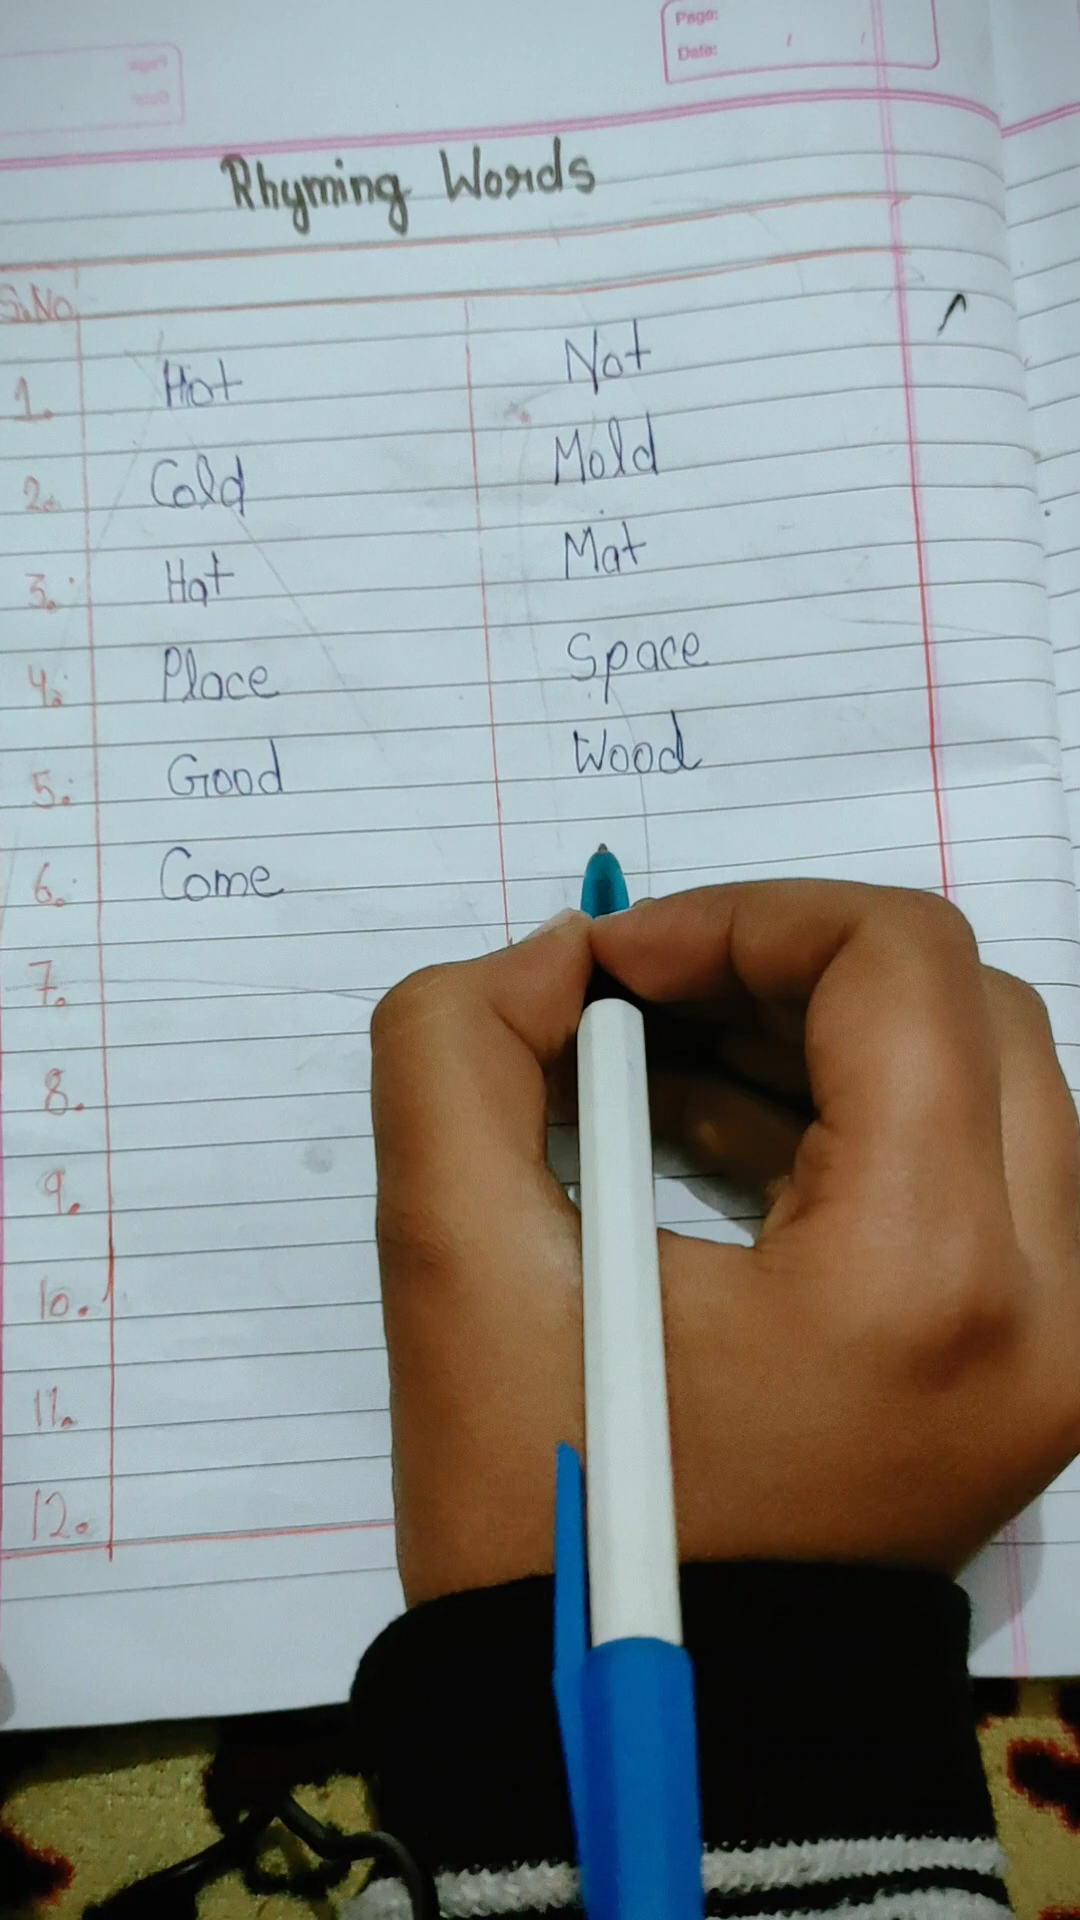 Page:
Date: / /
Rhyming Words
S.No.
1. Hot Not
2. Cold Mold
3. Hat Mat
4. Place Space
5. Good Wood
6. Come
7.
8.
9.
10.
11.
12.